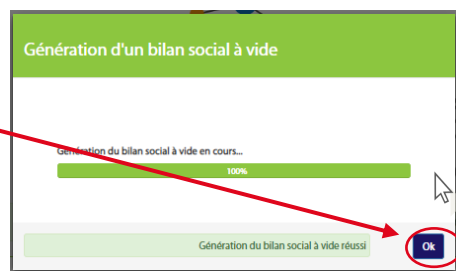 Génération d'un bilan social à vide
Génération du bilan social à vide en cours...
100%
Génération du bilan social à vide réussi
Ok